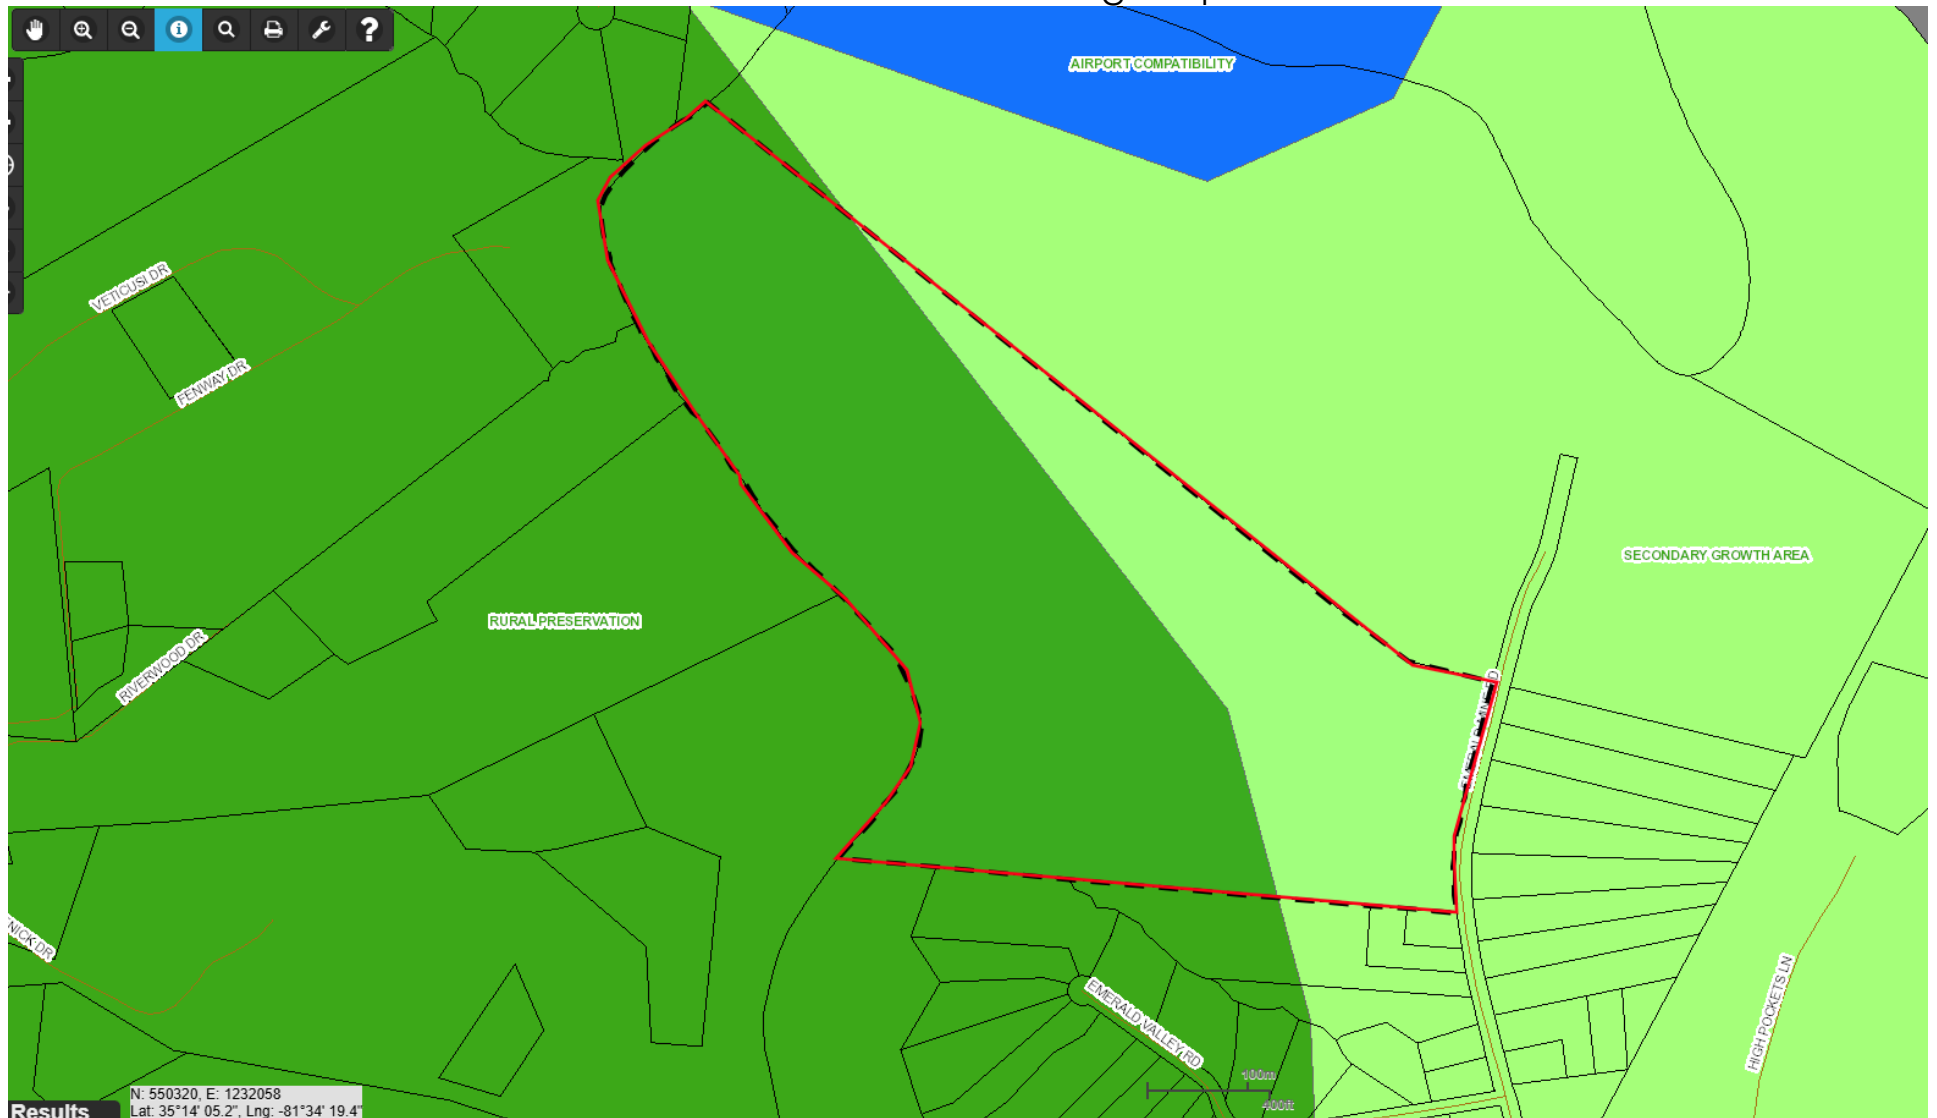 ?
AIRPORT COMPATIBILITY
VETICUSI DR
FENWAY DR
SECONDARY GROWTH AREA
RURAL PRESERVATION
RIVERWOOD DR
NICK DR
EMERALD VALLEY RD
HIGH POCKETS LN
100m
400ft
N: 550320, E: 1232058
Lat: 35°14' 05.2", Lng: -81°34' 19.4"
Results